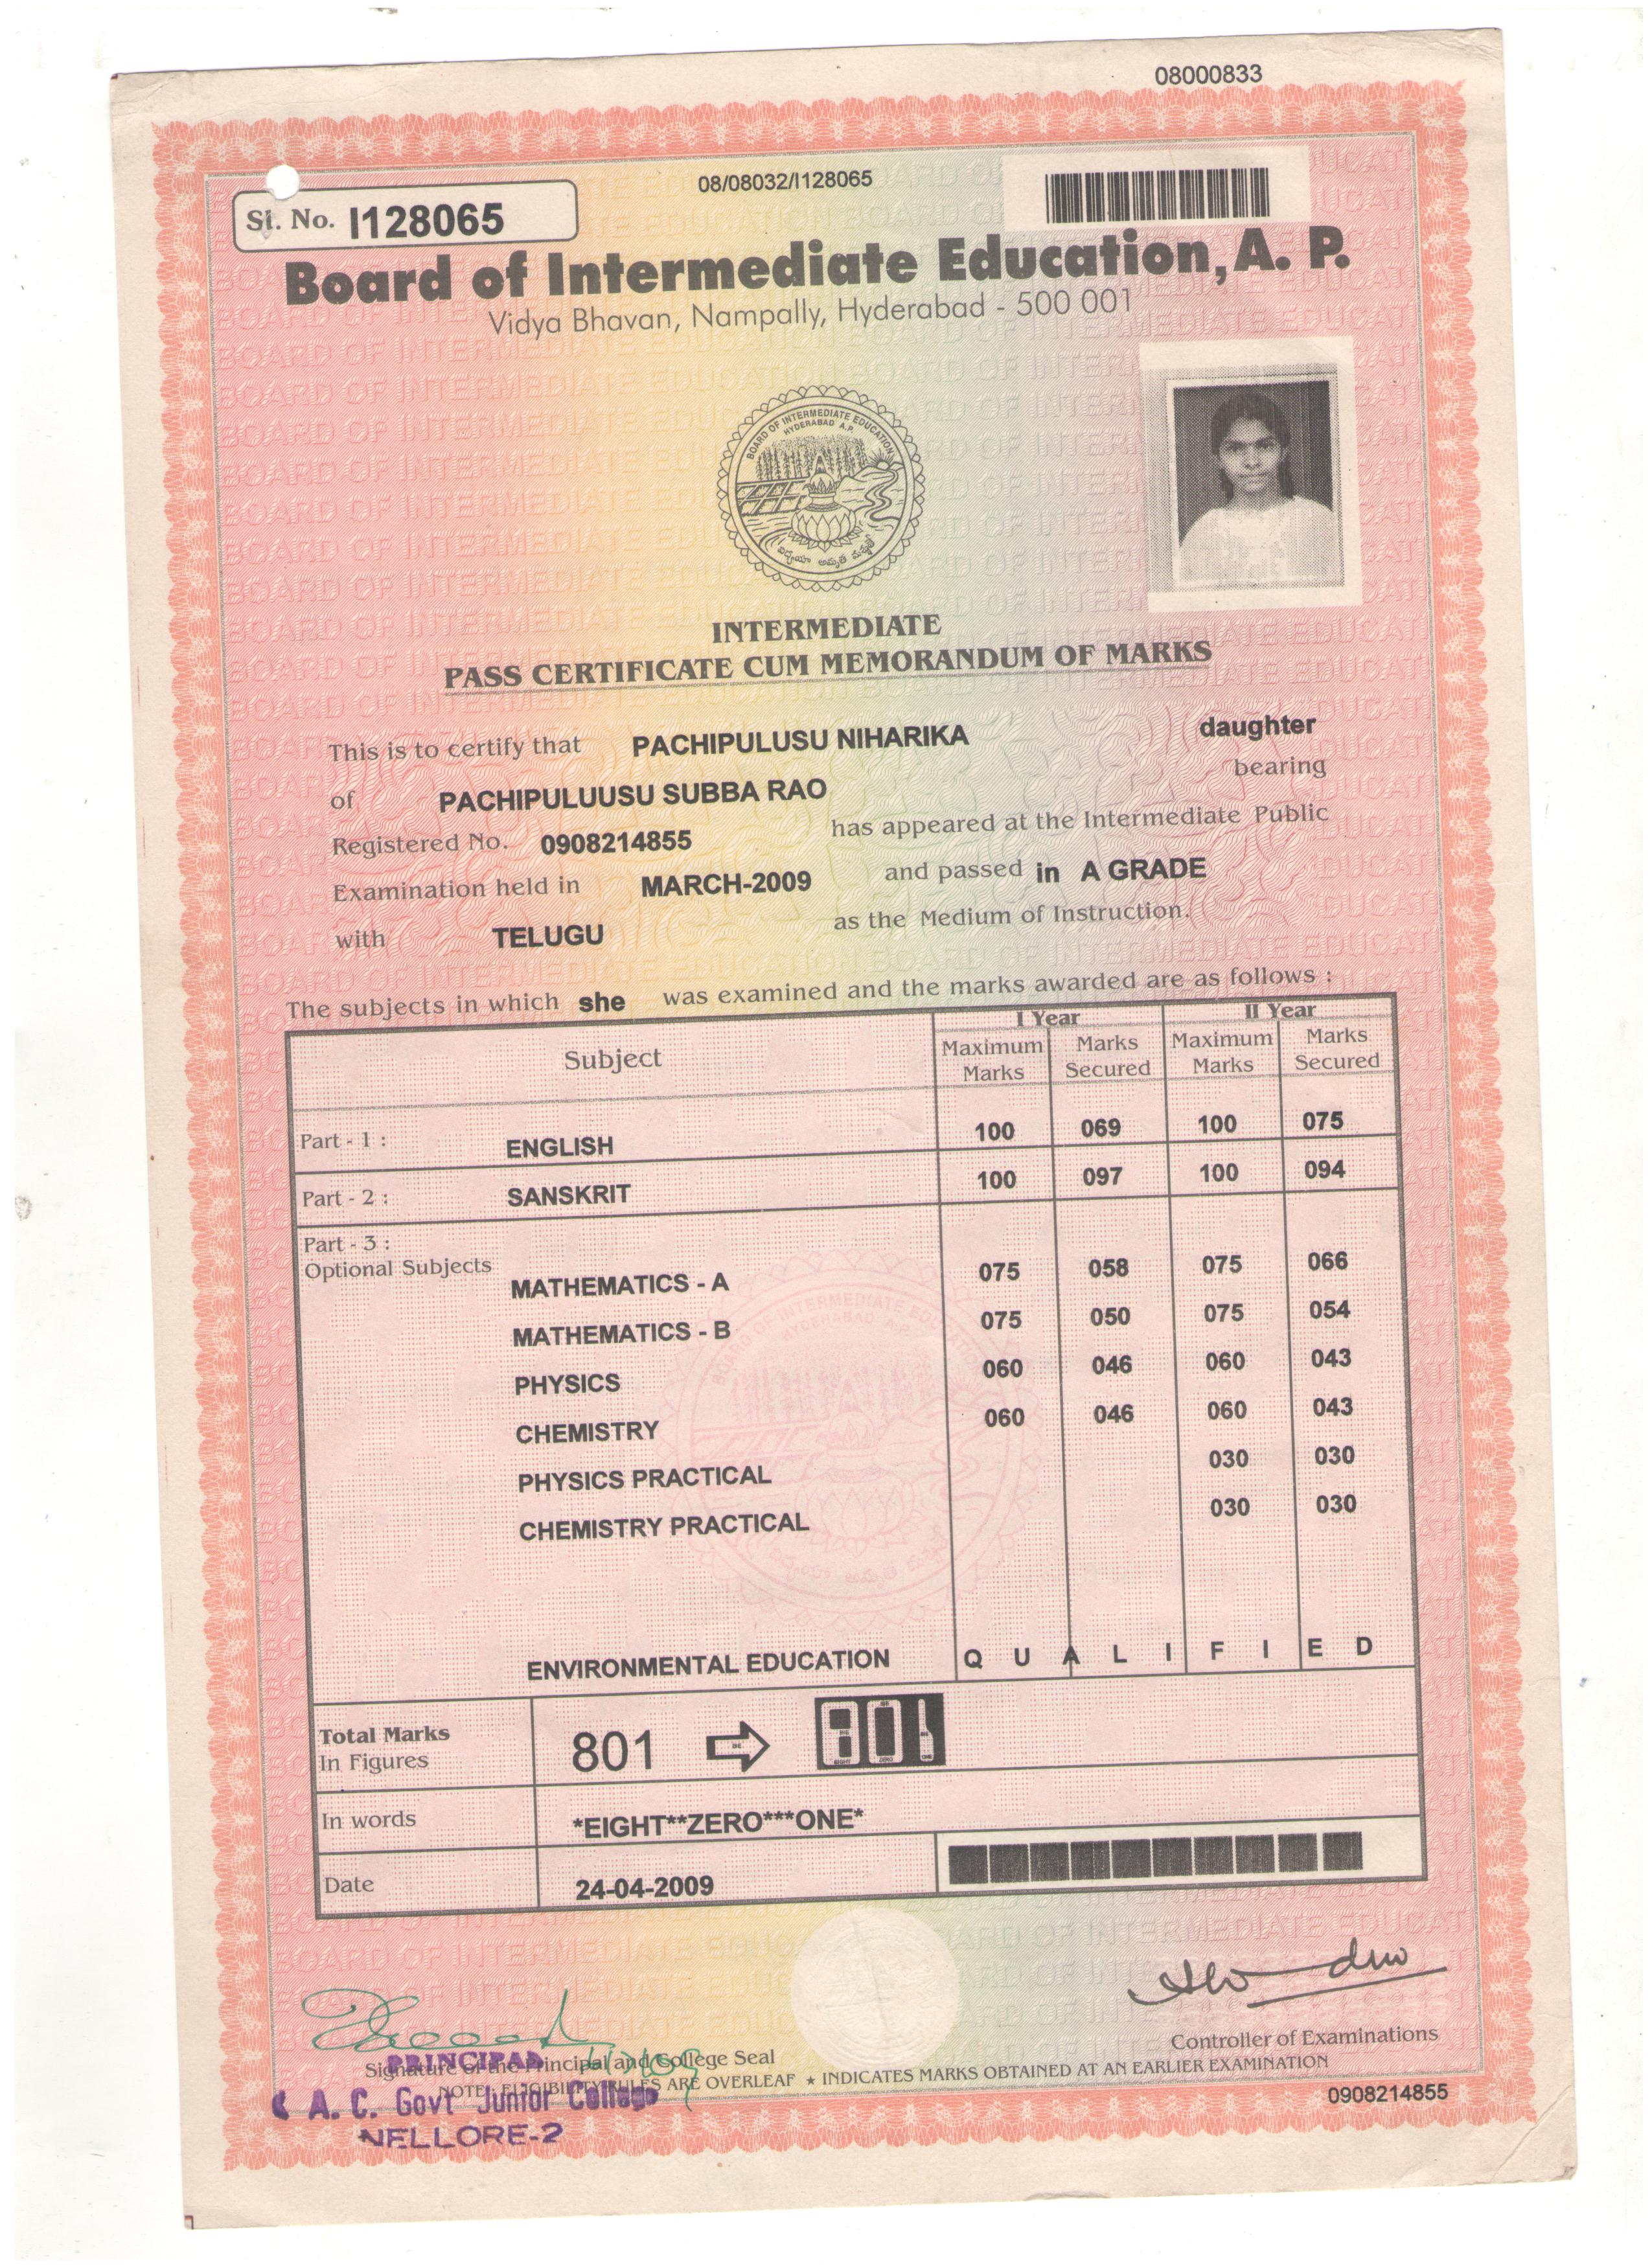 08000833
08/08032/I128065
Sl. No. I128065
Board of Intermediate Education, A. P.
Vidya Bhavan, Nampally, Hyderabad - 500 001
BOARD OF INTERMEDIATE EDUCATION
HYDERABAD A.P.
INTERMEDIATE
PASS CERTIFICATE CUM MEMORANDUM OF MARKS
This is to certify that PACHIPULUSU NIHARIKA daughter
of PACHIPULUUSU SUBBA RAO bearing
Registered No. 0908214855 has appeared at the Intermediate Public
Examination held in MARCH-2009 and passed in A GRADE
with TELUGU as the Medium of Instruction.
The subjects in which she was examined and the marks awarded are as follows :
Subject I Year II Year
Maximum Marks Marks Secured Maximum Marks Marks Secured
Part - 1 : ENGLISH 100 069 100 075
Part - 2 : SANSKRIT 100 097 100 094
Part - 3 :
Optional Subjects
MATHEMATICS - A 075 058 075 066
MATHEMATICS - B 075 050 075 054
PHYSICS 060 046 060 043
CHEMISTRY 060 046 060 043
PHYSICS PRACTICAL 030 030
CHEMISTRY PRACTICAL 030 030
ENVIRONMENTAL EDUCATION Q U A L I F I E D
Total Marks
In Figures 801 801
In words *EIGHT**ZERO***ONE*
Date 24-04-2009
Controller of Examinations
Signature of the Principal and College Seal
PRINCIPAL
NOTE : ELIGIBILITY RULES ARE OVERLEAF ★ INDICATES MARKS OBTAINED AT AN EARLIER EXAMINATION
A. C. Govt Junior College
NELLORE-2
0908214855